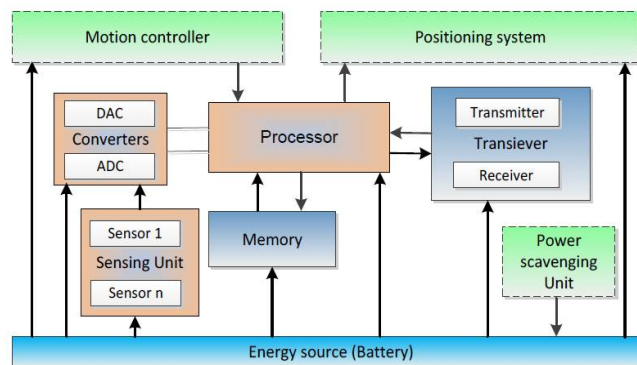 Motion controller
Positioning system
DAC
Converters
ADC
Processor
Transmitter
Transiever
Receiver
Sensor 1
Sensing Unit
Sensor n
Memory
Power
scavenging
Unit
Energy source (Battery)